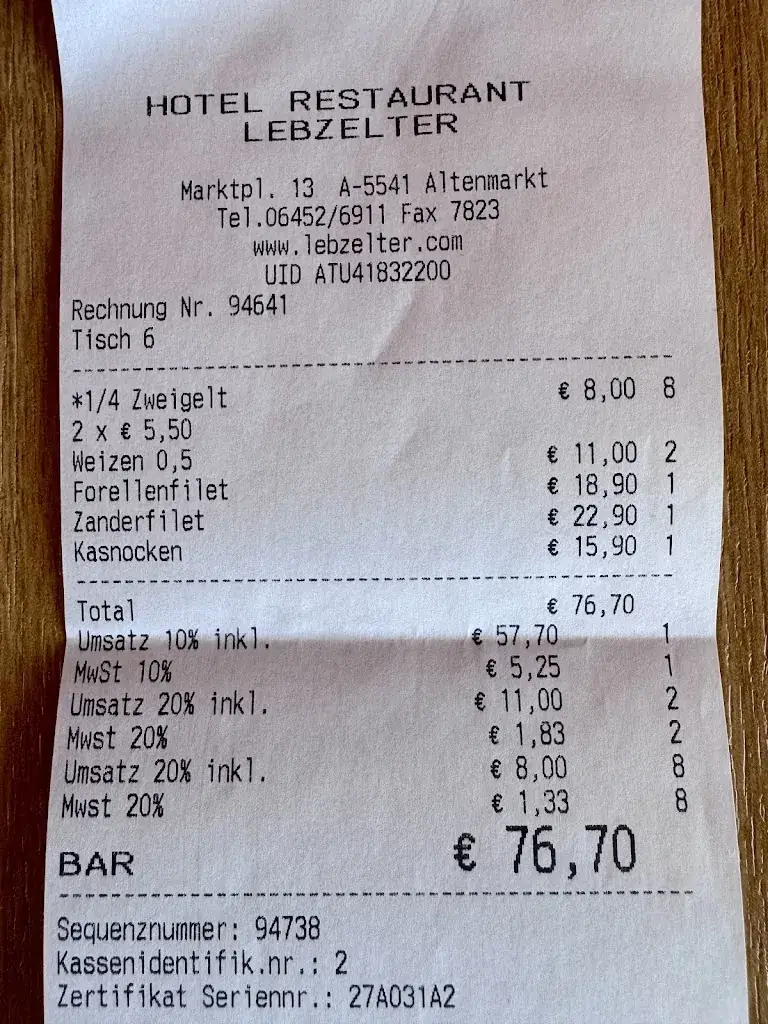 HOTEL RESTAURANT
LEBZELTER
Marktpl. 13 A-5541 Altenmarkt
Tel.06452/6911 Fax 7823
www.lebzelter.com
UID ATU41832200
Rechnung Nr. 94641
Tisch 6
*1/4 Zweigelt € 8,00 8
2 x € 5,50
Weizen 0,5 € 11,00 2
Forellenfilet € 18,90 1
Zanderfilet € 22,90 1
Kasnocken € 15,90 1
Total € 76,70
Umsatz 10% inkl. € 57,70 1
MwSt 10% € 5,25 1
Umsatz 20% inkl. € 11,00 2
Mwst 20% € 1,83 2
Umsatz 20% inkl. € 8,00 8
Mwst 20% € 1,33 8
BAR € 76,70
Sequenznummer: 94738
Kassenidentifik.nr.: 2
Zertifikat Seriennr.: 27A031A2